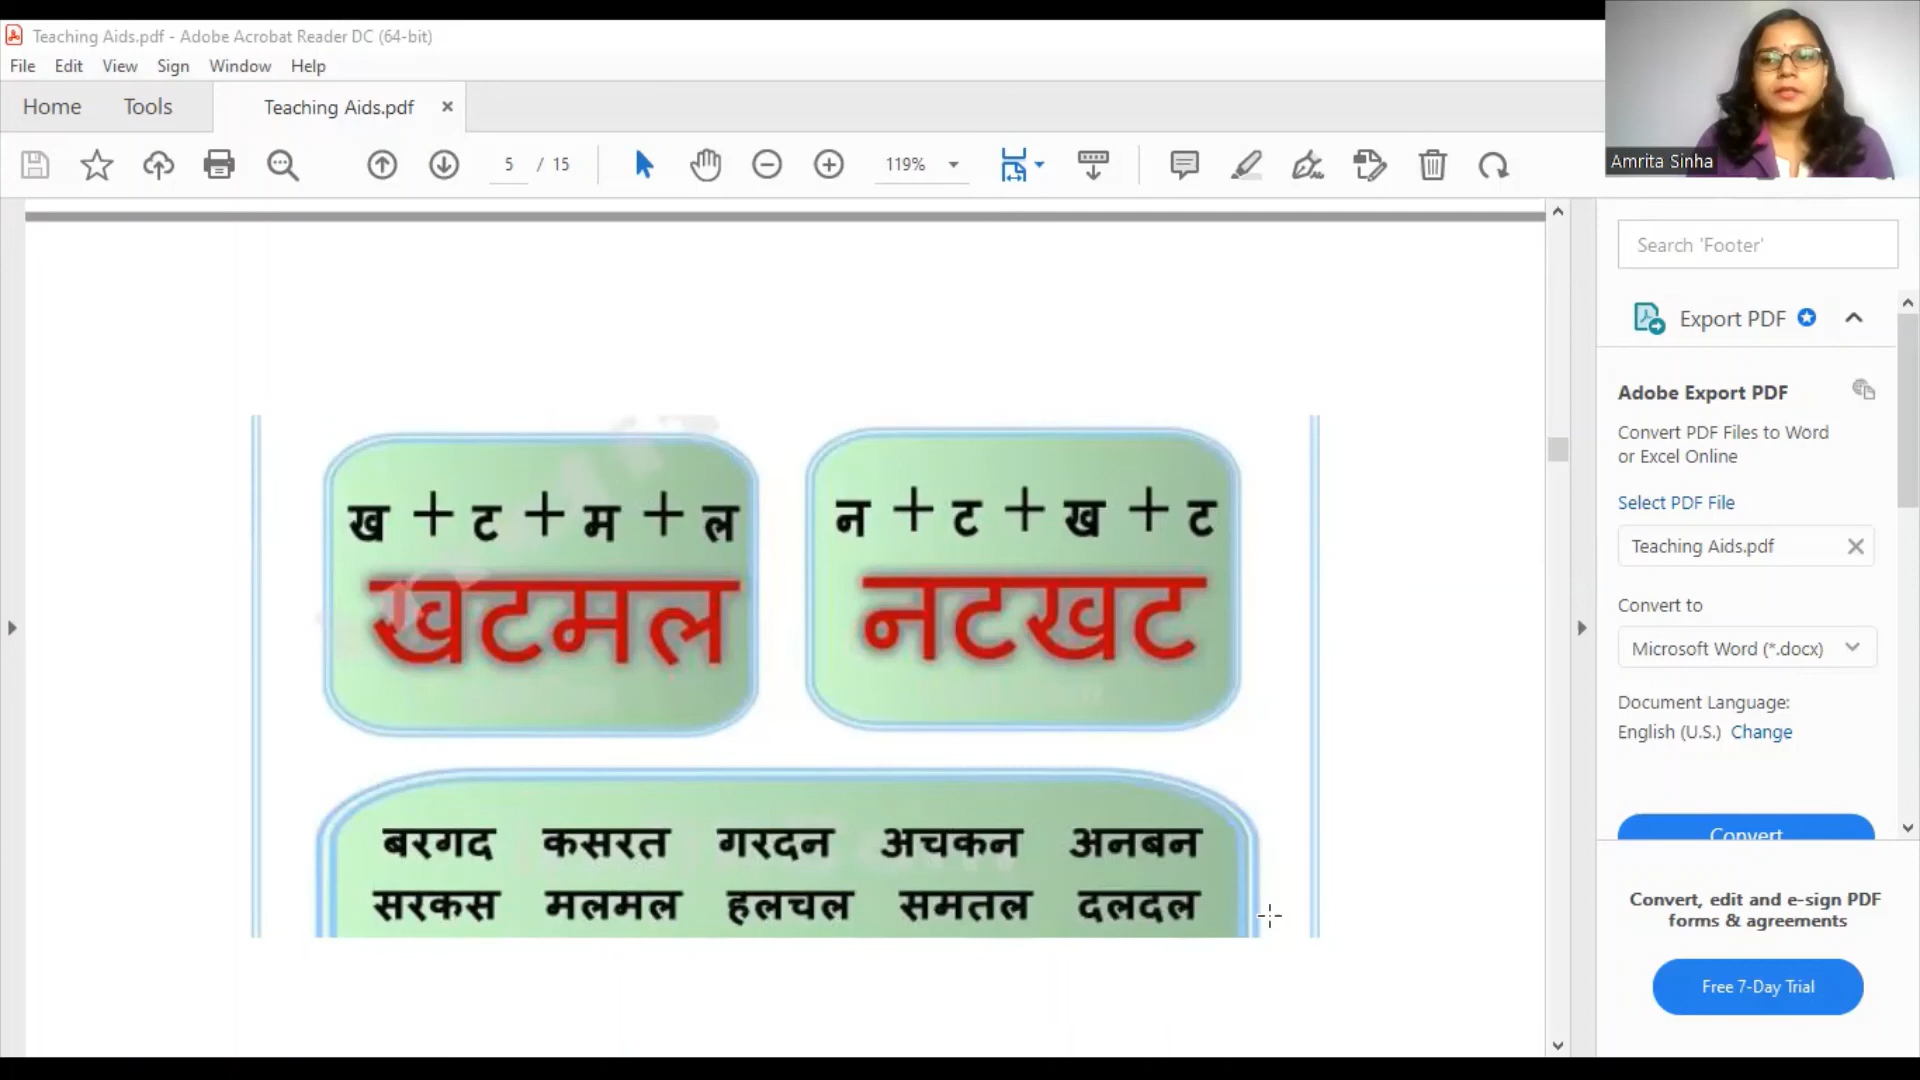 Teaching Aids.pdf - Adobe Acrobat Reader DC (64-bit)
File Edit View Sign Window Help
Home Tools Teaching Aids.pdf
5 / 15 119%
Amrita Sinha
ख + ट + म + ल
खटमल
न + ट + ख + ट
नटखट
बरगद कसरत गरदन अचकन अनबन
सरकस मलमल हलचल समतल दलदल
Search 'Footer'
Export PDF
Adobe Export PDF
Convert PDF Files to Word
or Excel Online
Select PDF File
Teaching Aids.pdf
Convert to
Microsoft Word (*.docx)
Document Language:
English (U.S.) Change
Convert
Convert, edit and e-sign PDF
forms & agreements
Free 7-Day Trial